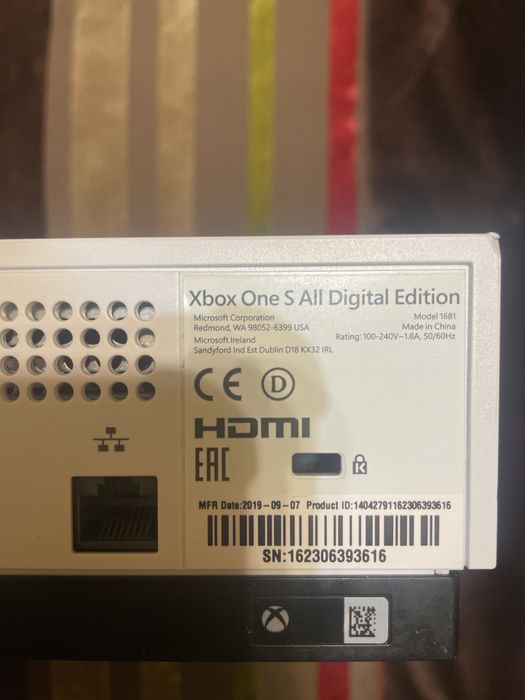 Xbox One S All Digital Edition
Microsoft Corporation Model 1681
Redmond, WA 98052-6399 USA Made in China
Microsoft Ireland Rating: 100-240V~1.8A, 50/60Hz
Sandyford Ind Est Dublin D18 KX32 IRL
CE D
HDMI
EAC K
MFR Date:2019-09-07 Product ID:14042791162306393616
SN:162306393616